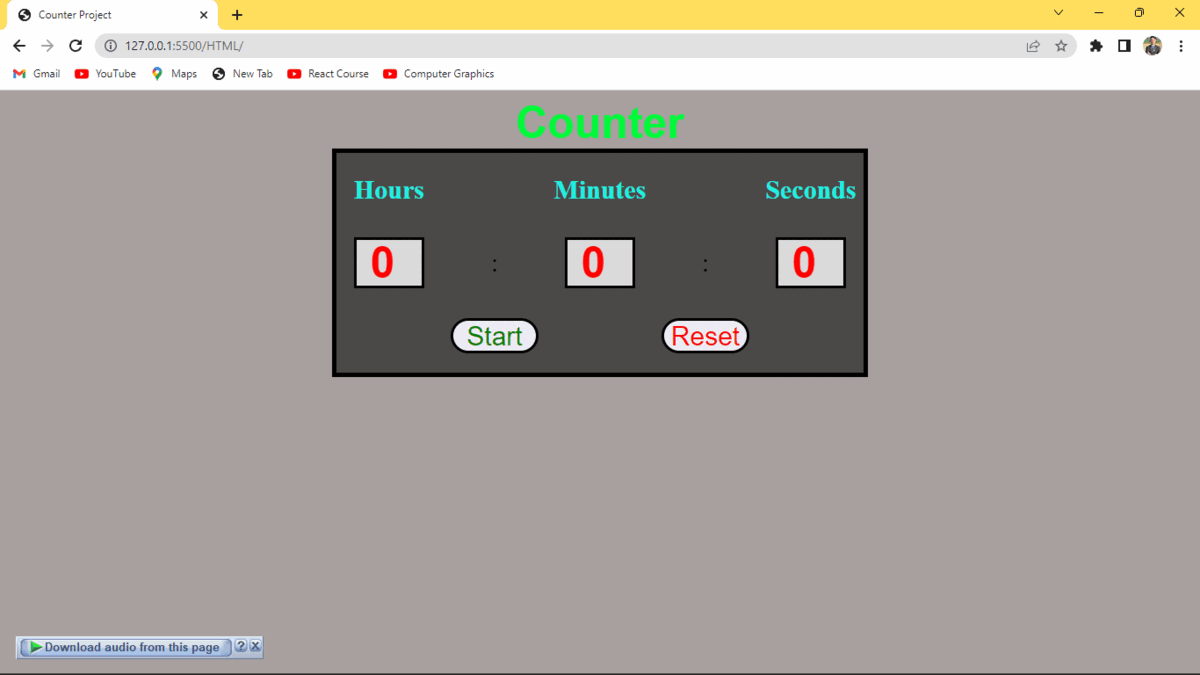 Counter Project
127.0.0.1:5500/HTML/
Gmail YouTube Maps New Tab React Course Computer Graphics
Counter
Hours Minutes Seconds
0 : 0 : 0
Start Reset
Download audio from this page ? X